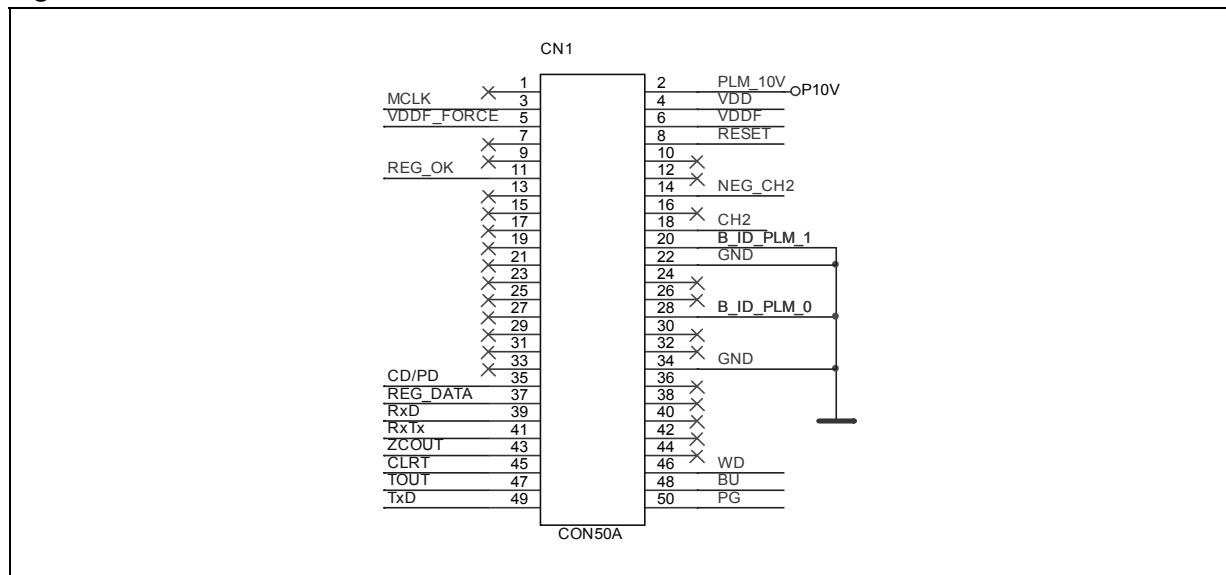 CN1
1 2 PLM_10V P10V
MCLK 3 4 VDD
VDDF_FORCE 5 6 VDDF
7 8 RESET
9 10
REG_OK 11 12
13 14 NEG_CH2
15 16
17 18 CH2
19 20 B_ID_PLM_1
21 22 GND
23 24
25 26
27 28 B_ID_PLM_0
29 30
31 32
33 34 GND
CD/PD 35 36
REG_DATA 37 38
RxD 39 40
RxTx 41 42
ZCOUT 43 44
CLRT 45 46 WD
TOUT 47 48 BU
TxD 49 50 PG
CON50A